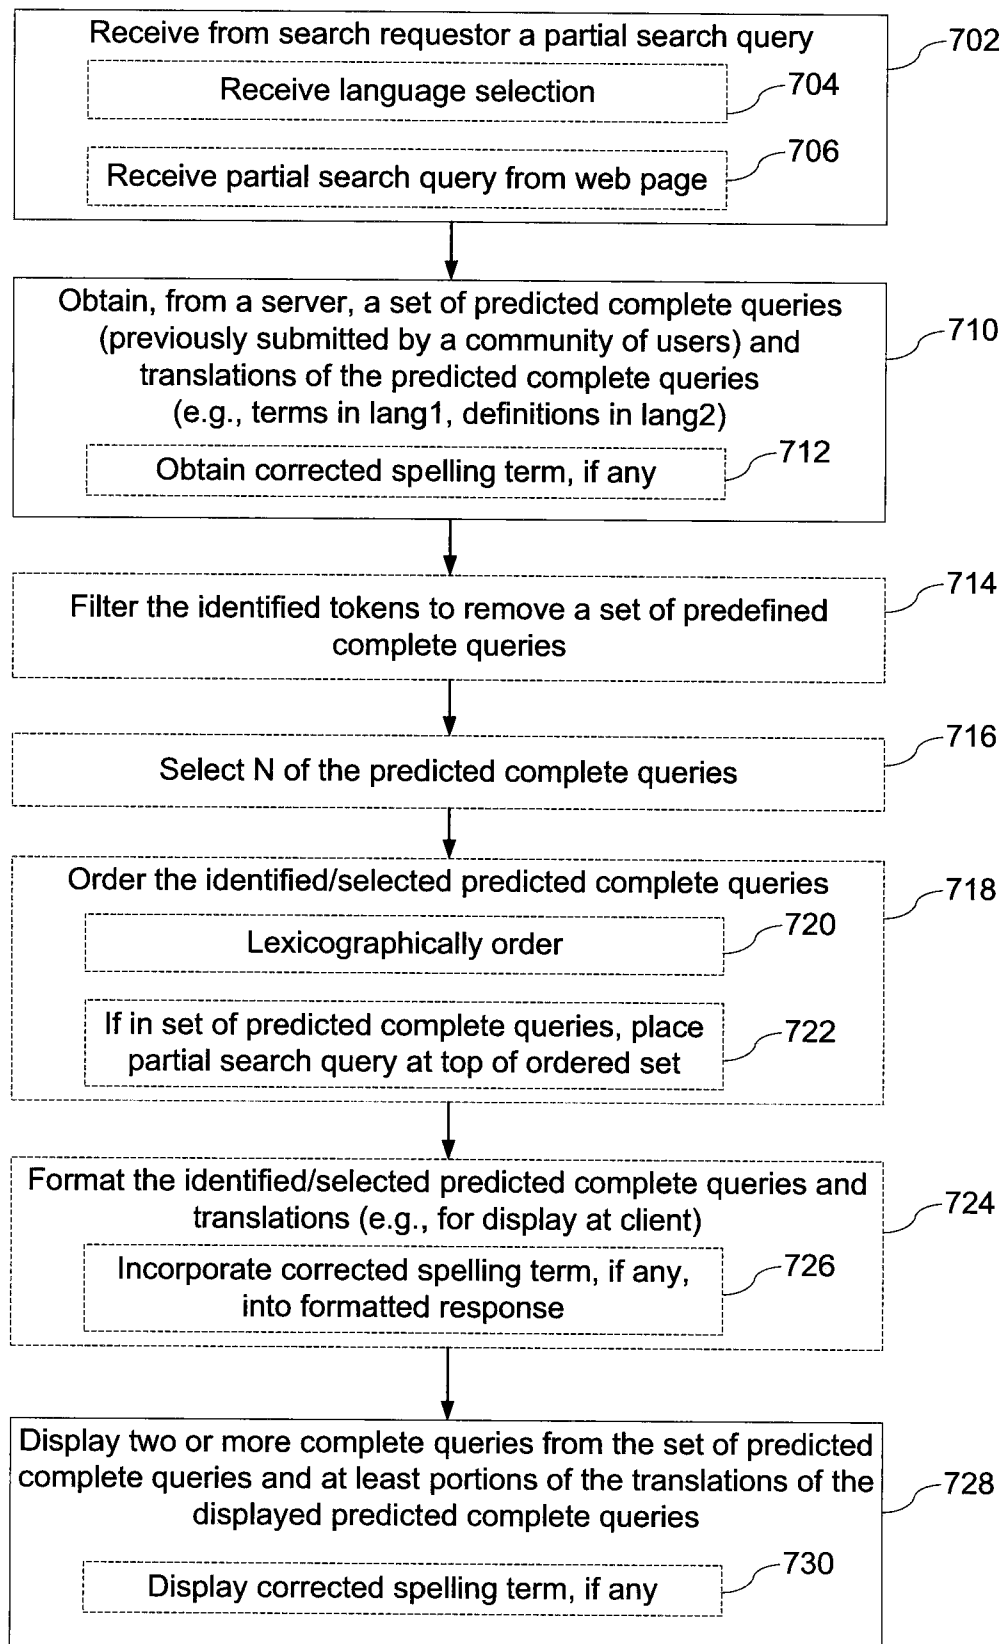 Receive from search requestor a partial search query
702
Receive language selection
704
Receive partial search query from web page
706
Obtain, from a server, a set of predicted complete queries
(previously submitted by a community of users) and
translations of the predicted complete queries
(e.g., terms in lang1, definitions in lang2)
710
Obtain corrected spelling term, if any
712
Filter the identified tokens to remove a set of predefined
complete queries
714
Select N of the predicted complete queries
716
Order the identified/selected predicted complete queries
718
Lexicographically order
720
If in set of predicted complete queries, place
partial search query at top of ordered set
722
Format the identified/selected predicted complete queries and
translations (e.g., for display at client)
724
Incorporate corrected spelling term, if any,
into formatted response
726
Display two or more complete queries from the set of predicted
complete queries and at least portions of the translations of the
displayed predicted complete queries
728
Display corrected spelling term, if any
730